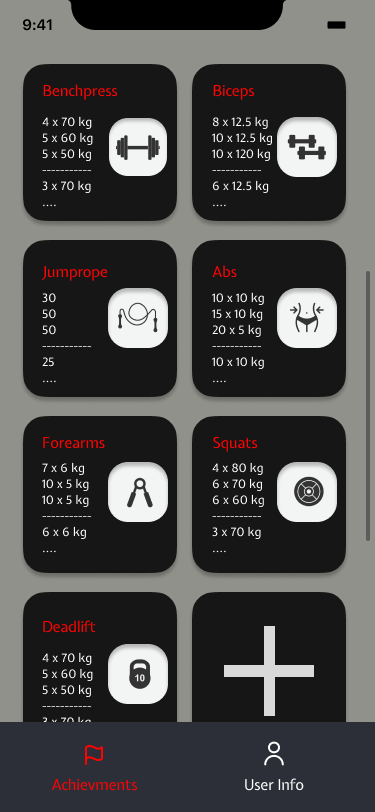 9:41
Benchpress
4 x 70 kg
5 x 60 kg
5 x 50 kg
-----------
3 x 70 kg
....
Biceps
8 x 12.5 kg
10 x 12.5 kg
10 x 120 kg
-----------
6 x 12.5 kg
....
Jumprope
30
50
50
-----------
25
....
Abs
10 x 10 kg
15 x 10 kg
20 x 5 kg
-----------
10 x 10 kg
....
Forearms
7 x 6 kg
10 x 5 kg
10 x 5 kg
-----------
6 x 6 kg
....
Squats
4 x 80 kg
6 x 70 kg
6 x 60 kg
-----------
3 x 70 kg
....
Deadlift
4 x 70 kg
5 x 60 kg
5 x 50 kg
-----------
3 x 70 kg
10
Achievments
User Info